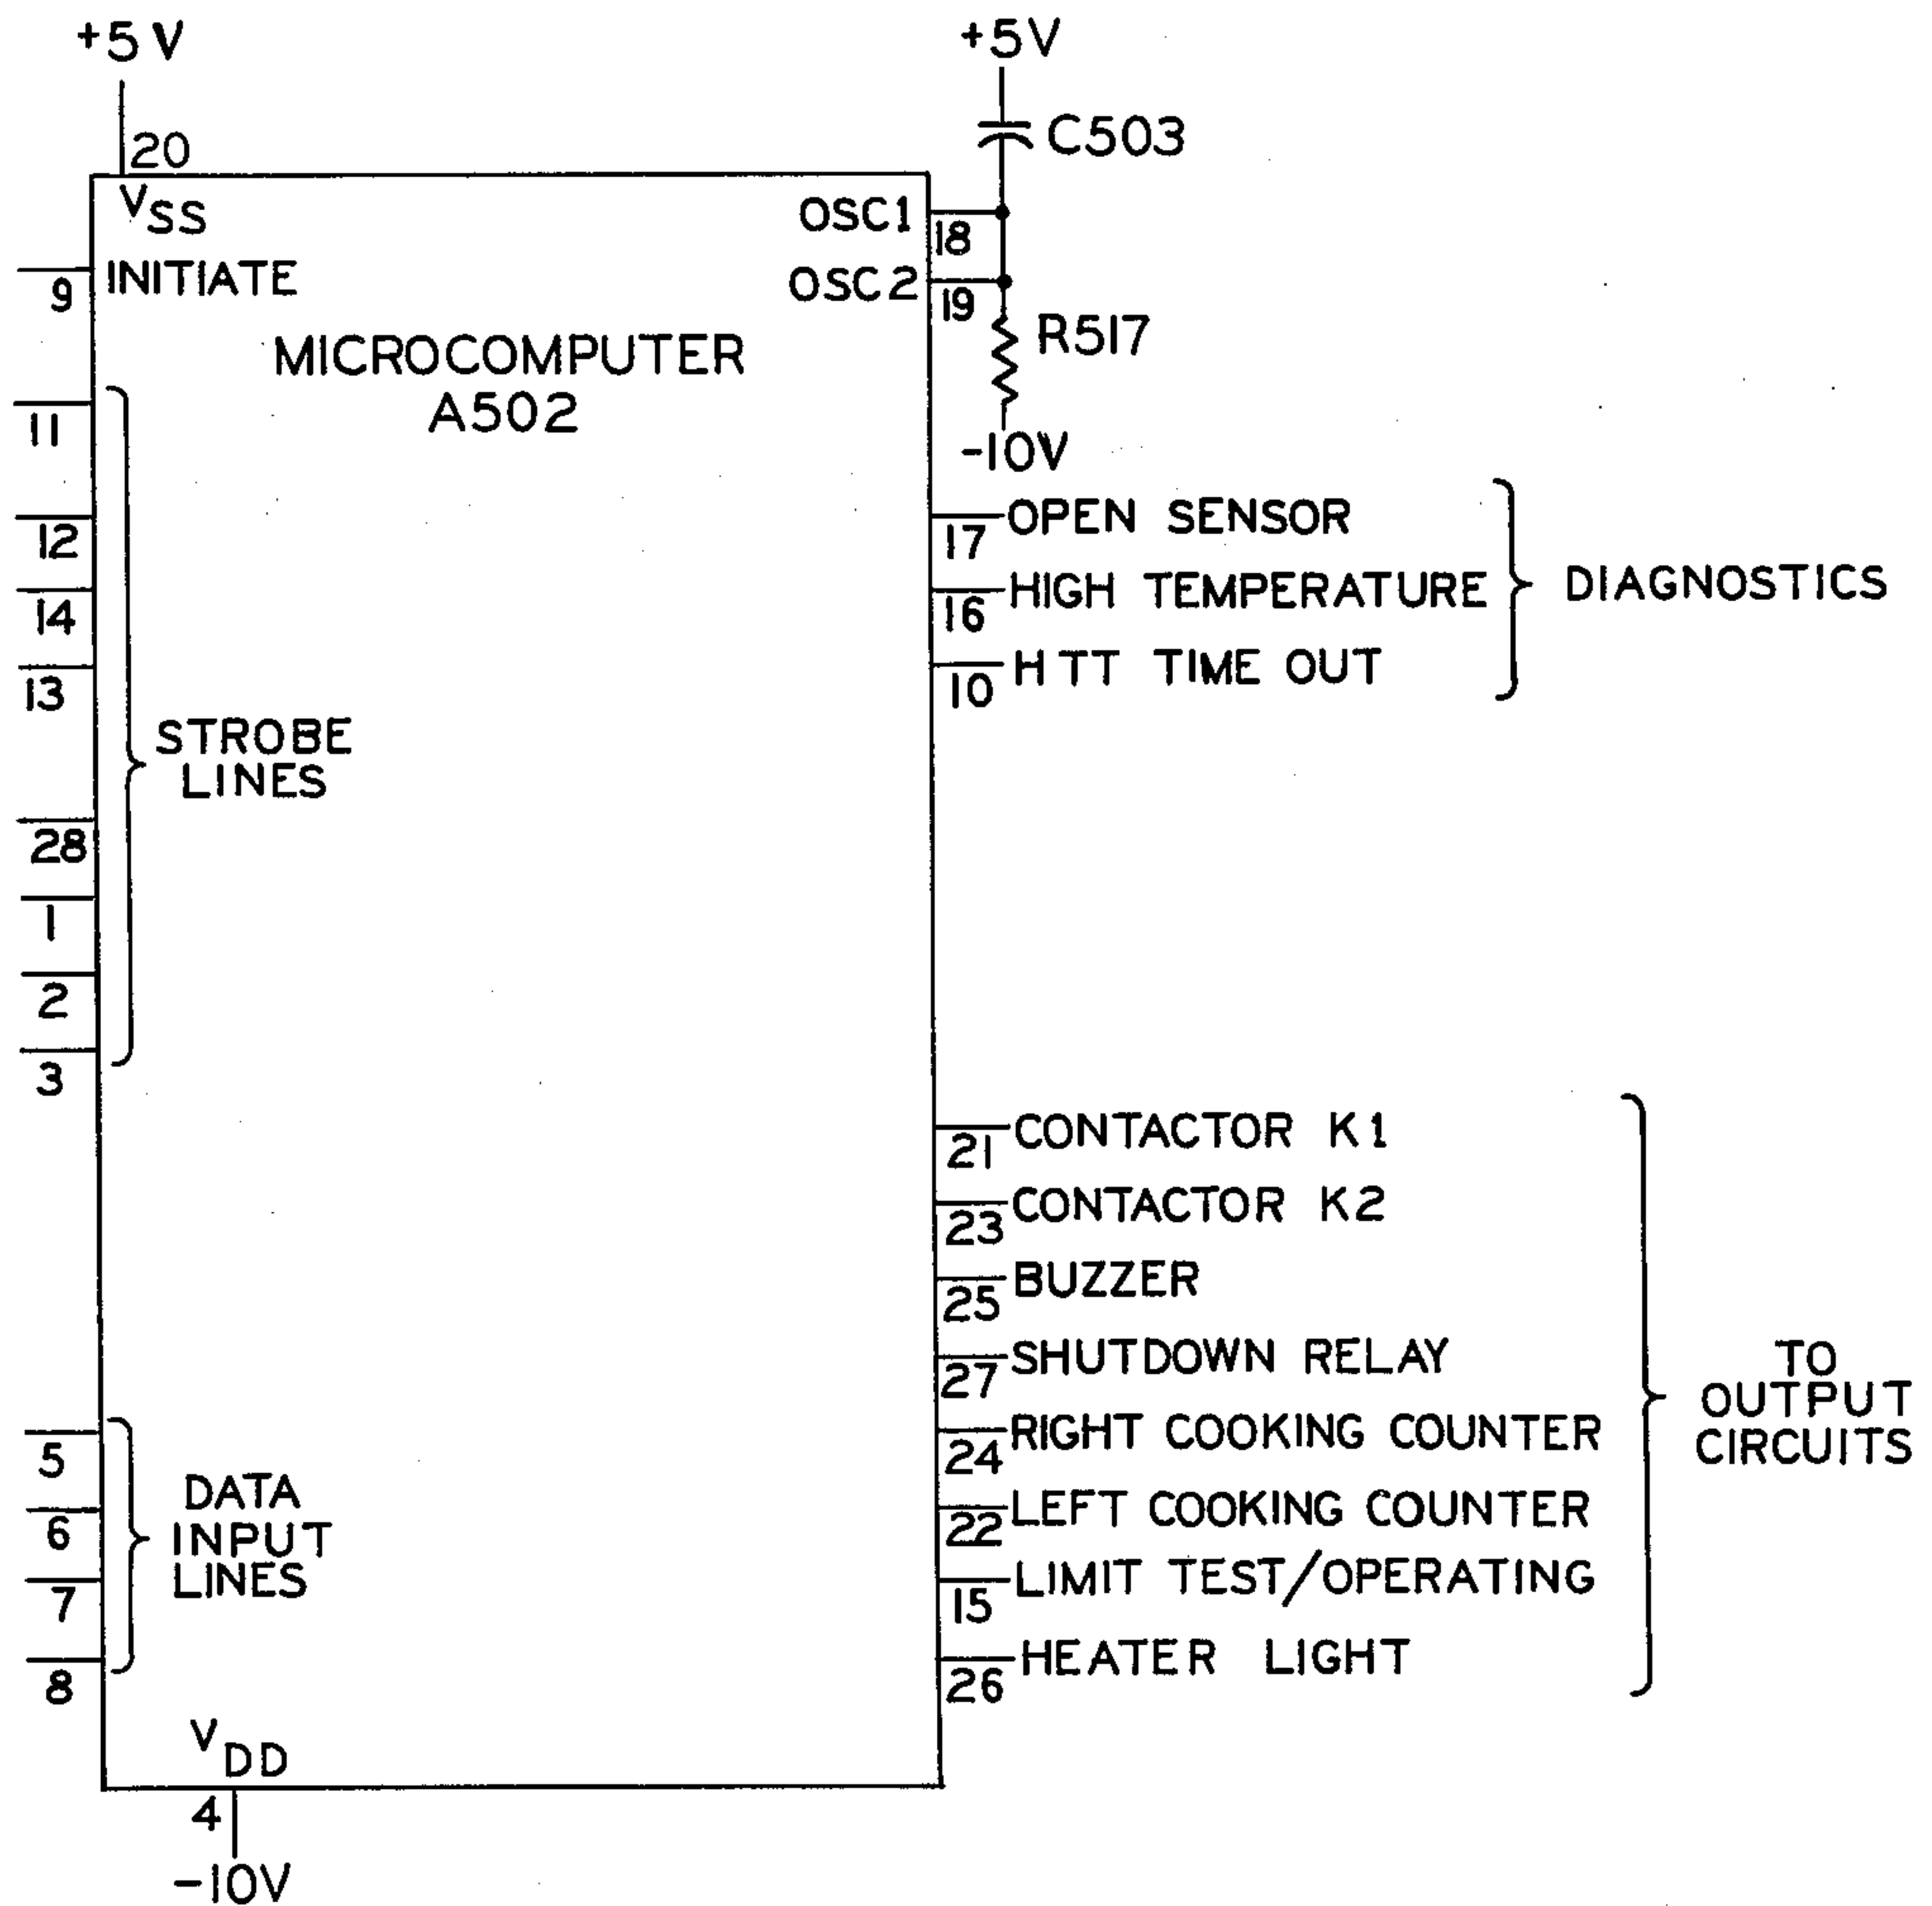 +5V
+5V
C503
20
VSS
OSC1
18
9
INITIATE
OSC2
19
R517
MICROCOMPUTER
A502
-10V
11
12
14
13
STROBE
LINES
28
1
2
3
17
OPEN SENSOR
16
HIGH TEMPERATURE
10
HTT TIME OUT
DIAGNOSTICS
21
CONTACTOR K1
23
CONTACTOR K2
25
BUZZER
27
SHUTDOWN RELAY
24
RIGHT COOKING COUNTER
22
LEFT COOKING COUNTER
15
LIMIT TEST/OPERATING
26
HEATER LIGHT
TO
OUTPUT
CIRCUITS
5
6
7
8
DATA
INPUT
LINES
VDD
4
-10V